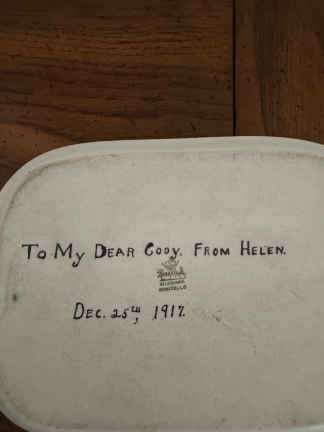 To My Dear Cody. From Helen.
Dec. 25th, 1917.